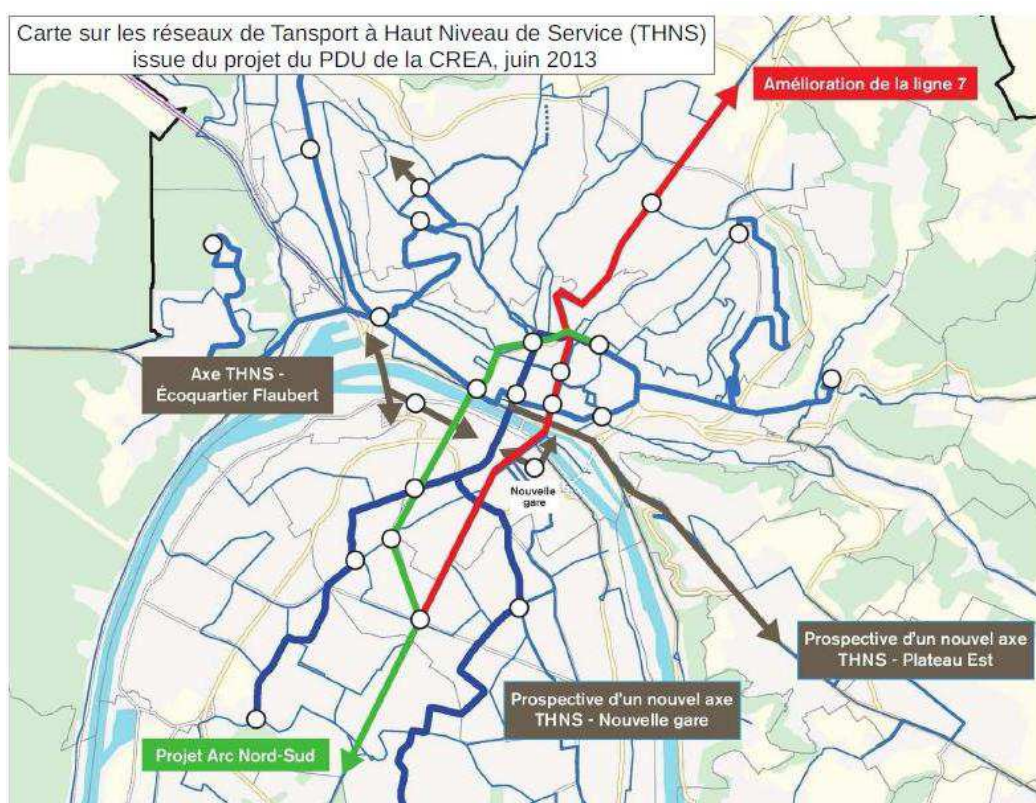 Carte sur les réseaux de Tansport à Haut Niveau de Service (THNS)
issue du projet du PDU de la CREA, juin 2013
Amélioration de la ligne 7
Axe THNS -
Écoquartier Flaubert
Nouvelle
gare
Prospective d'un nouvel axe
THNS - Plateau Est
Prospective d'un nouvel axe
THNS - Nouvelle gare
Projet Arc Nord-Sud